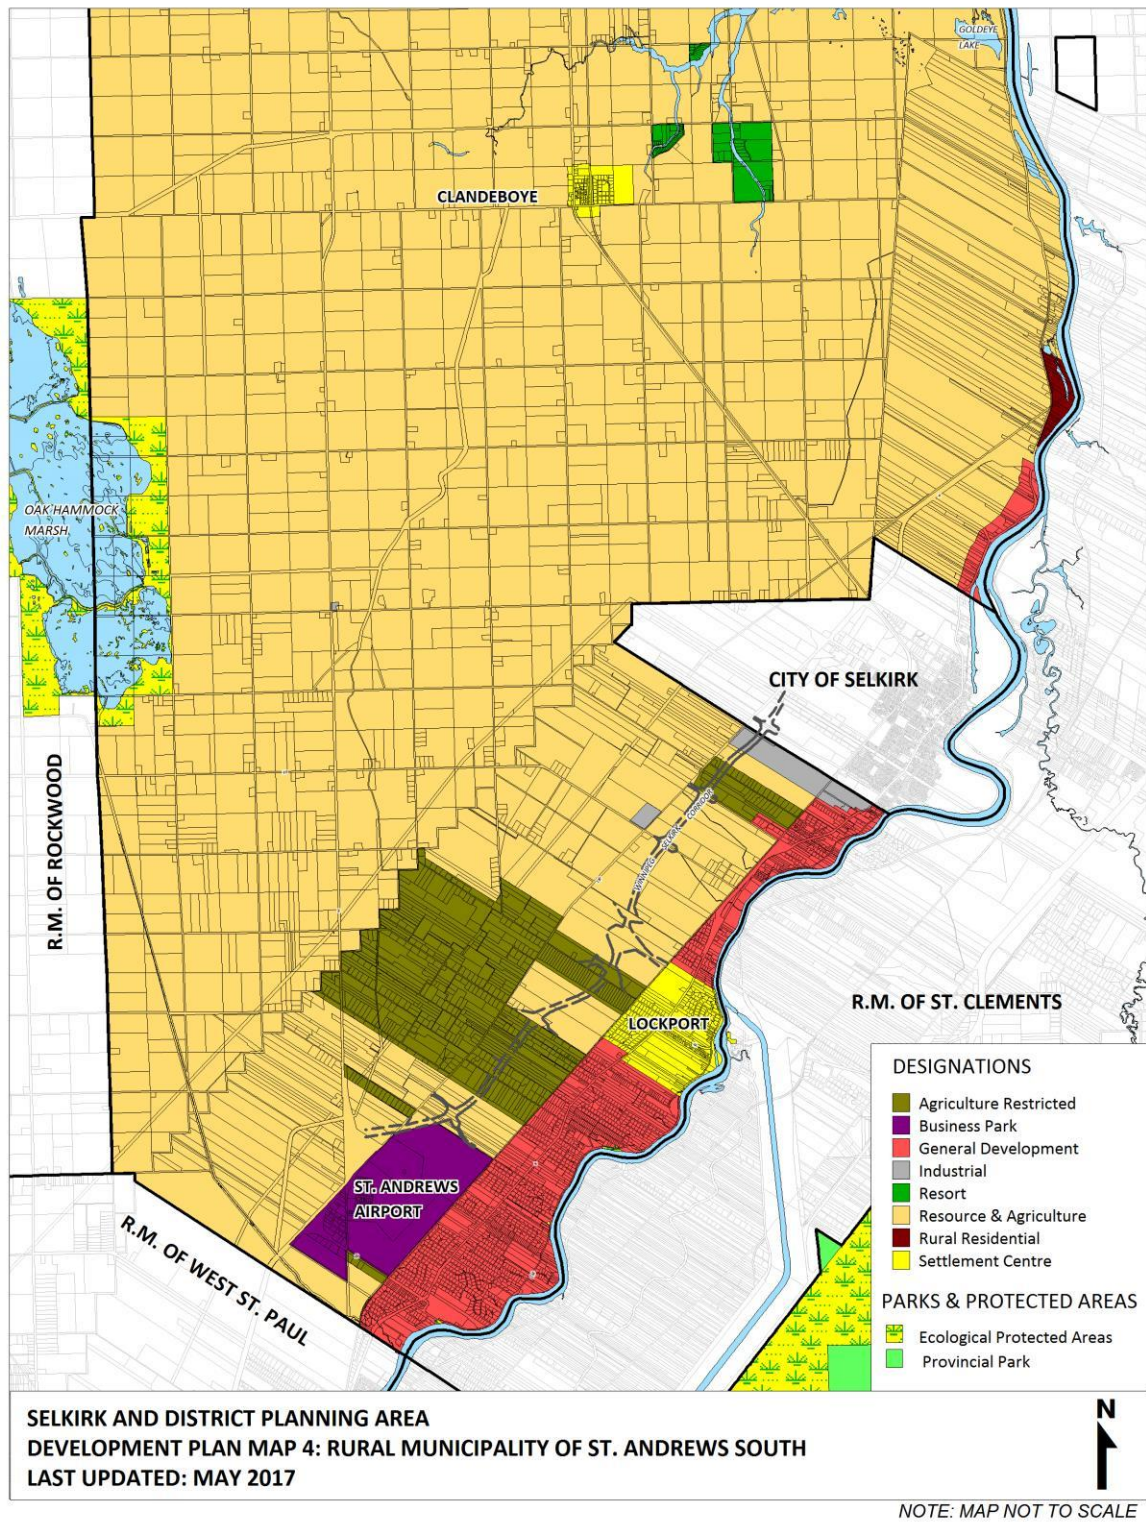 GOLDEYE
LAKE
CLANDEBOYE
OAK HAMMOCK
MARSH
CITY OF SELKIRK
R.M. OF ROCKWOOD
WINNIPEG SELKIRK CORRIDOR
R.M. OF ST. CLEMENTS
LOCKPORT
ST. ANDREWS
AIRPORT
R.M. OF WEST ST. PAUL
DESIGNATIONS
Agriculture Restricted
Business Park
General Development
Industrial
Resort
Resource & Agriculture
Rural Residential
Settlement Centre
PARKS & PROTECTED AREAS
Ecological Protected Areas
Provincial Park
SELKIRK AND DISTRICT PLANNING AREA
DEVELOPMENT PLAN MAP 4: RURAL MUNICIPALITY OF ST. ANDREWS SOUTH
LAST UPDATED: MAY 2017
N
NOTE: MAP NOT TO SCALE